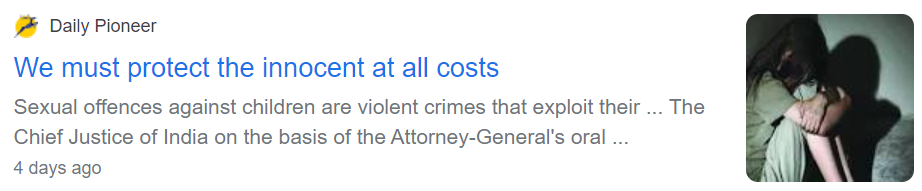 Daily Pioneer
We must protect the innocent at all costs
Sexual offences against children are violent crimes that exploit their ... The
Chief Justice of India on the basis of the Attorney-General's oral ...
4 days ago